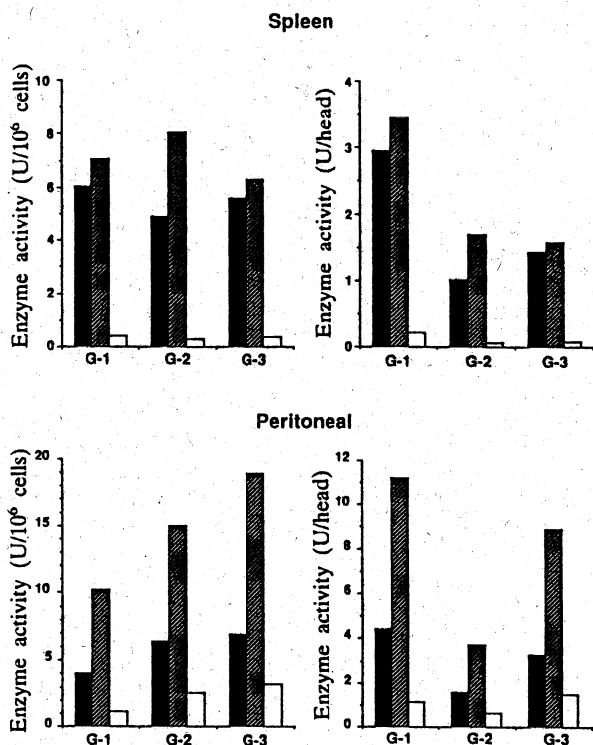 Spleen
Enzyme activity (U/10⁶ cells)
10
8
6
4
2
0
G-1 G-2 G-3
Enzyme activity (U/head)
4
3
2
1
0
G-1 G-2 G-3
Peritoneal
Enzyme activity (U/10⁶ cells)
20
15
10
5
0
G-1 G-2 G-3
Enzyme activity (U/head)
12
10
8
6
4
2
0
G-1 G-2 G-3